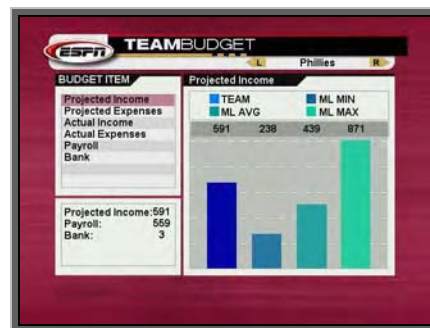 ESPN
TEAMBUDGET
L Phillies R
BUDGET ITEM
Projected Income
Projected Expenses
Actual Income
Actual Expenses
Payroll
Bank
Projected Income:591
Payroll: 559
Bank: 3
Projected Income
TEAM ML MIN
ML AVG ML MAX
591 238 439 871